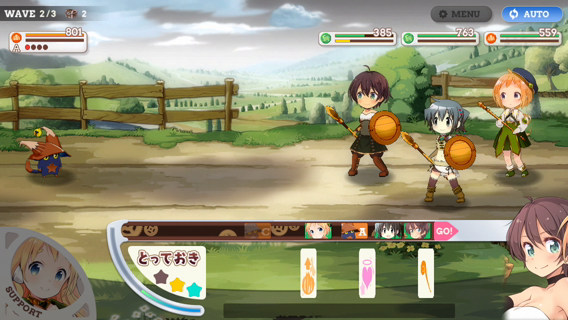 WAVE 2/3 2
MENU
AUTO
801
A
385
763
559
A
GO!
とっておき
SUPPORT